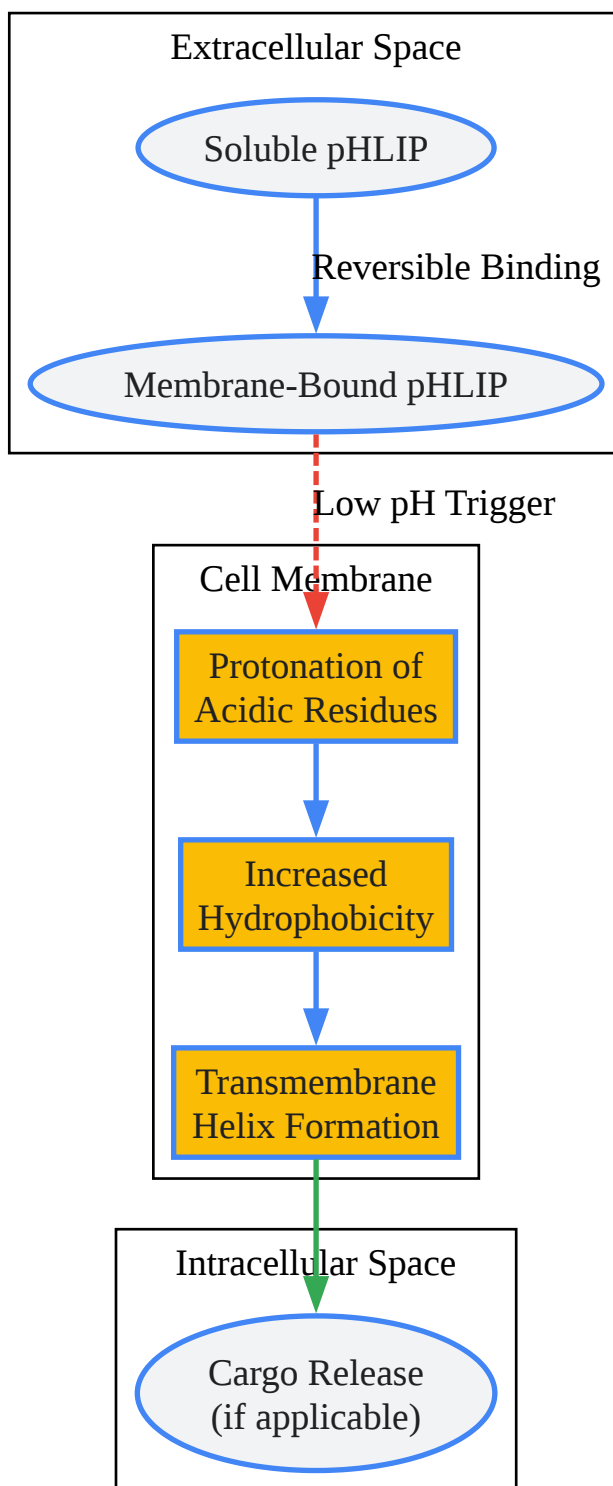 Extracellular Space
Soluble pHLIP
Reversible Binding
Membrane-Bound pHLIP
Low pH Trigger
Cell Membrane
Protonation of
Acidic Residues
Increased
Hydrophobicity
Transmembrane
Helix Formation
Intracellular Space
Cargo Release
(if applicable)